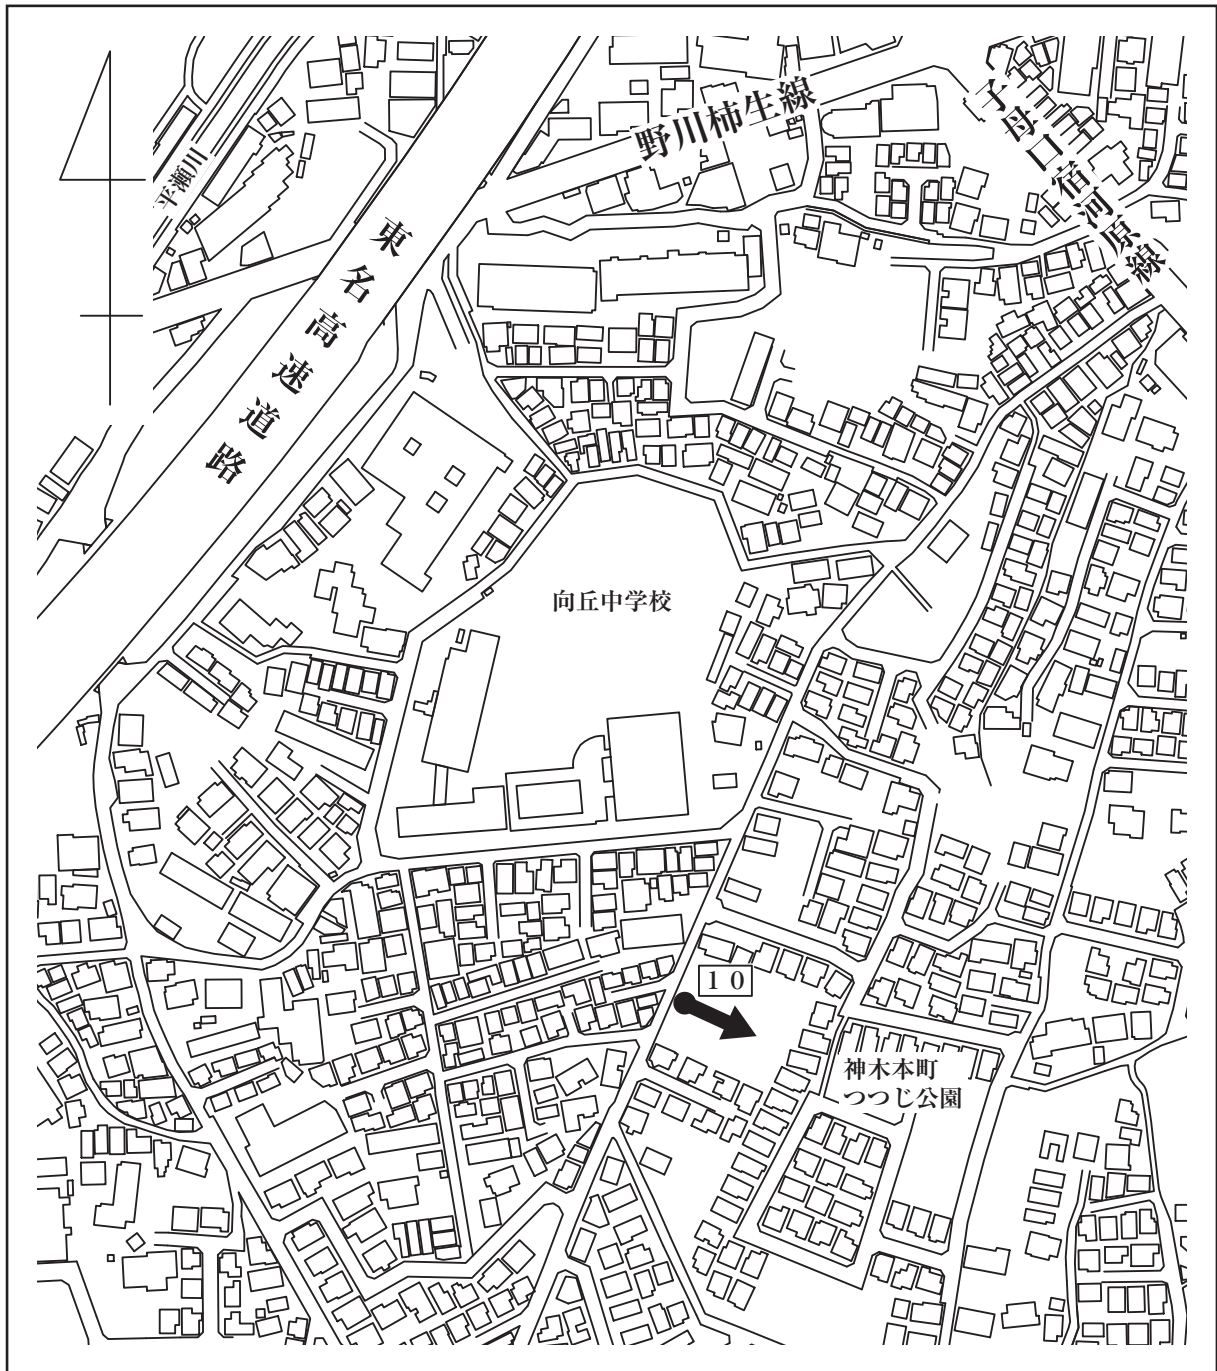 野川柿生線
子母口宿河原線
平瀬川
東名高速道路
向丘中学校
10
神木本町
つつじ公園